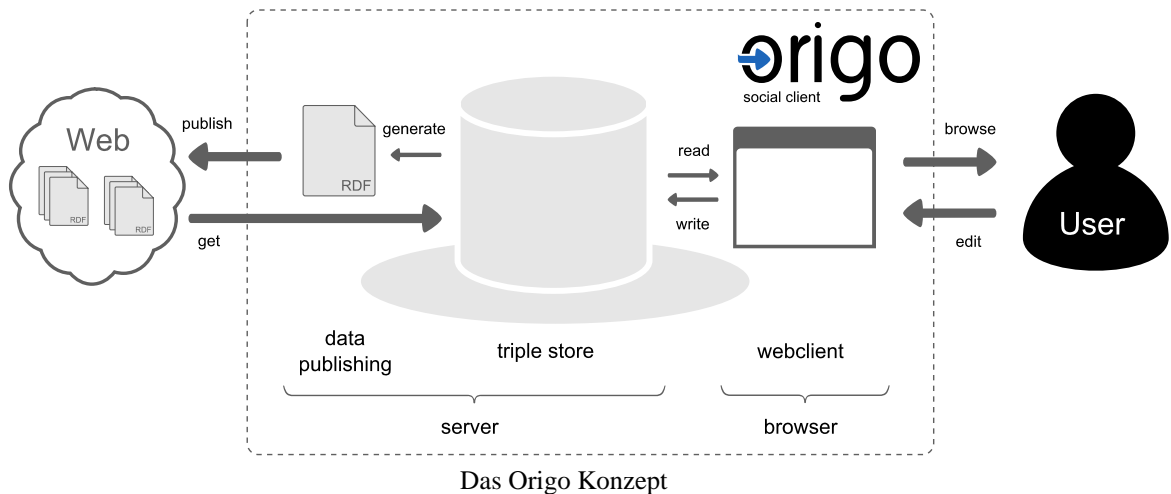 origo
social client
Web
RDF
RDF
publish
get
RDF
generate
read
write
browse
edit
User
data
publishing
triple store
webclient
server
browser
Das Origo Konzept